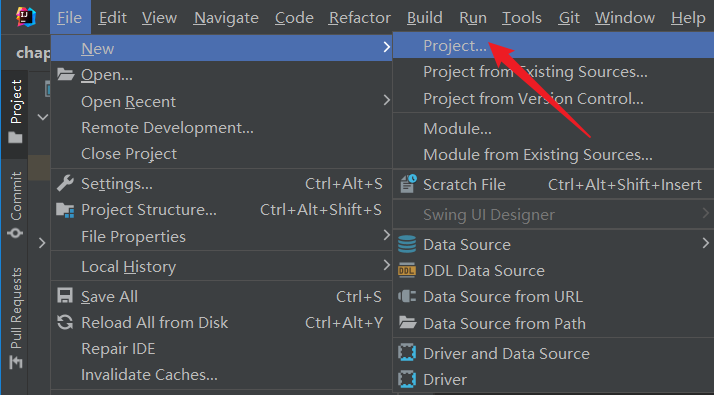 File Edit View Navigate Code Refactor Build Run Tools Git Window Help
chap
Project
Commit
Pull Requests
New
Open...
Open Recent
Remote Development...
Close Project
Settings... Ctrl+Alt+S
Project Structure... Ctrl+Alt+Shift+S
File Properties
Local History
Save All Ctrl+S
Reload All from Disk Ctrl+Alt+Y
Repair IDE
Invalidate Caches...
Project...
Project from Existing Sources...
Project from Version Control...
Module...
Module from Existing Sources...
Scratch File Ctrl+Alt+Shift+Insert
Swing UI Designer
Data Source
DDL Data Source
Data Source from URL
Data Source from Path
Driver and Data Source
Driver